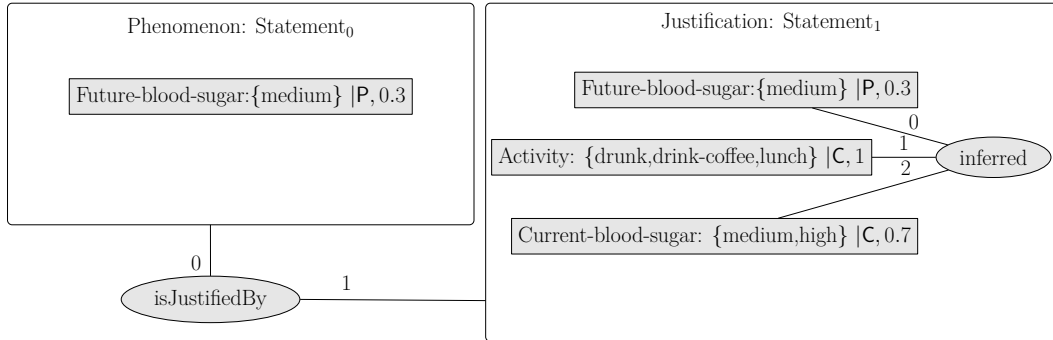 Phenomenon: Statement₀
Future-blood-sugar:{medium} |P, 0.3
0
isJustifiedBy
1
Justification: Statement₁
Future-blood-sugar:{medium} |P, 0.3
0
Activity: {drunk,drink-coffee,lunch} |C, 1
1
inferred
2
Current-blood-sugar: {medium,high} |C, 0.7